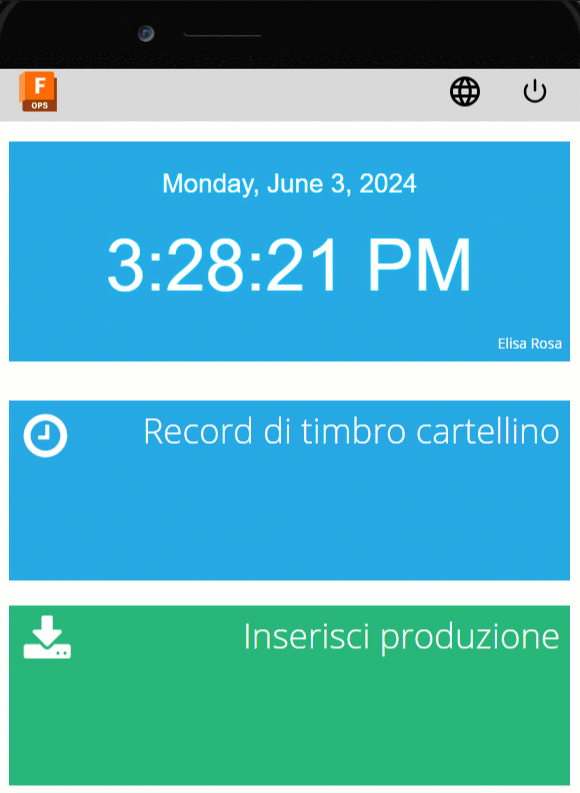 F
OPS
Monday, June 3, 2024
3:28:21 PM
Elisa Rosa
Record di timbro cartellino
Inserisci produzione